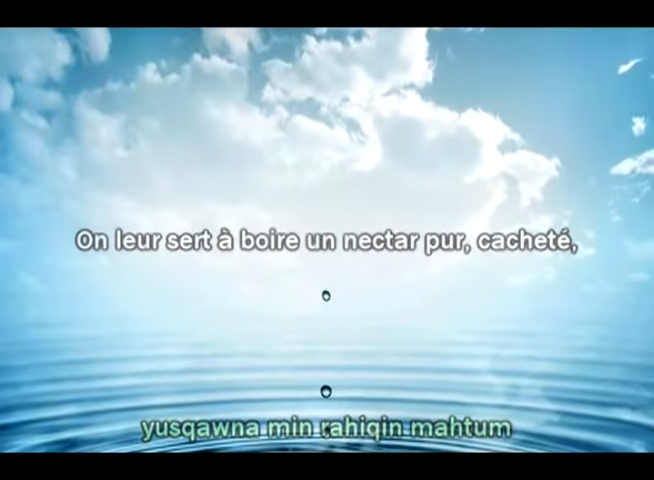 On leur sert à boire un nectar pur, cacheté,
yusqawna min rahiqin mahtum